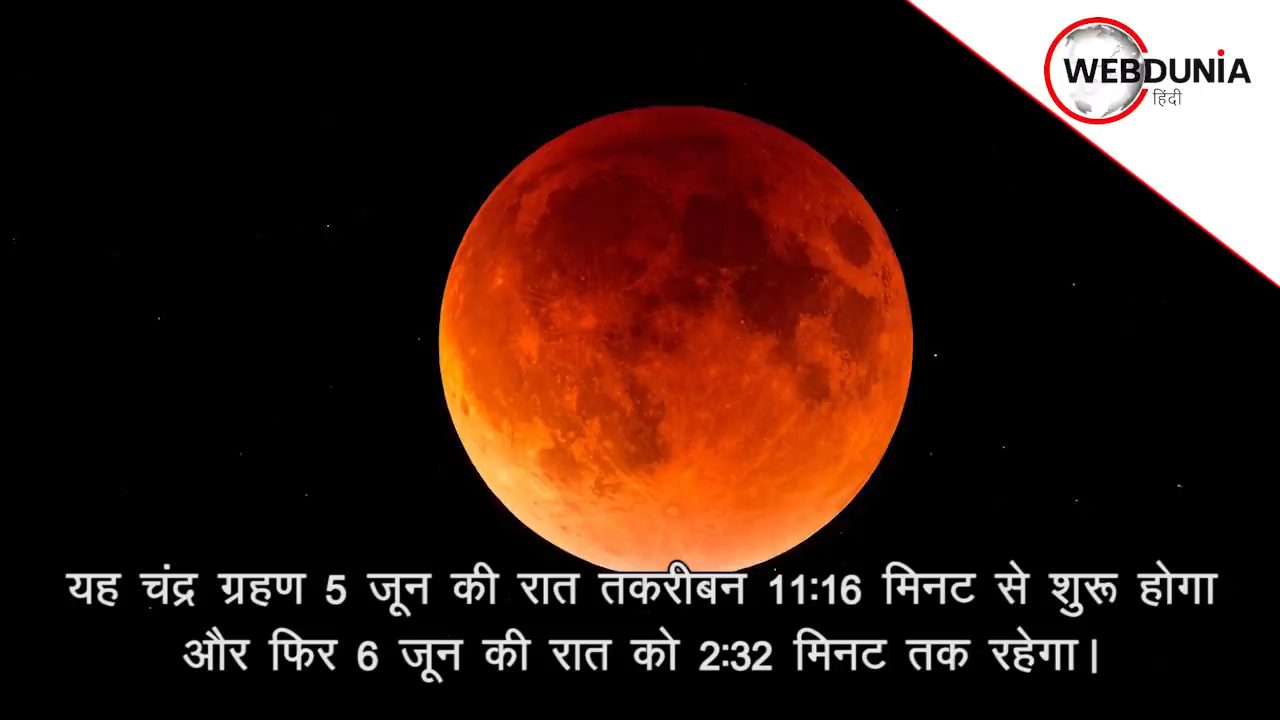 WEBDUNIA
हिंदी
यह चंद्र ग्रहण 5 जून की रात तकरीबन 11:16 मिनट से शुरू होगा
और फिर 6 जून की रात को 2:32 मिनट तक रहेगा|